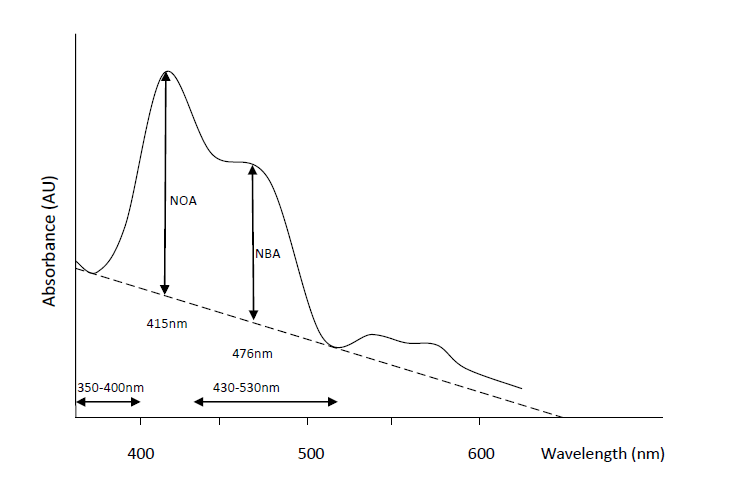 Absorbance (AU)
NOA
NBA
415nm
476nm
350-400nm
430-530nm
400
500
600
Wavelength (nm)